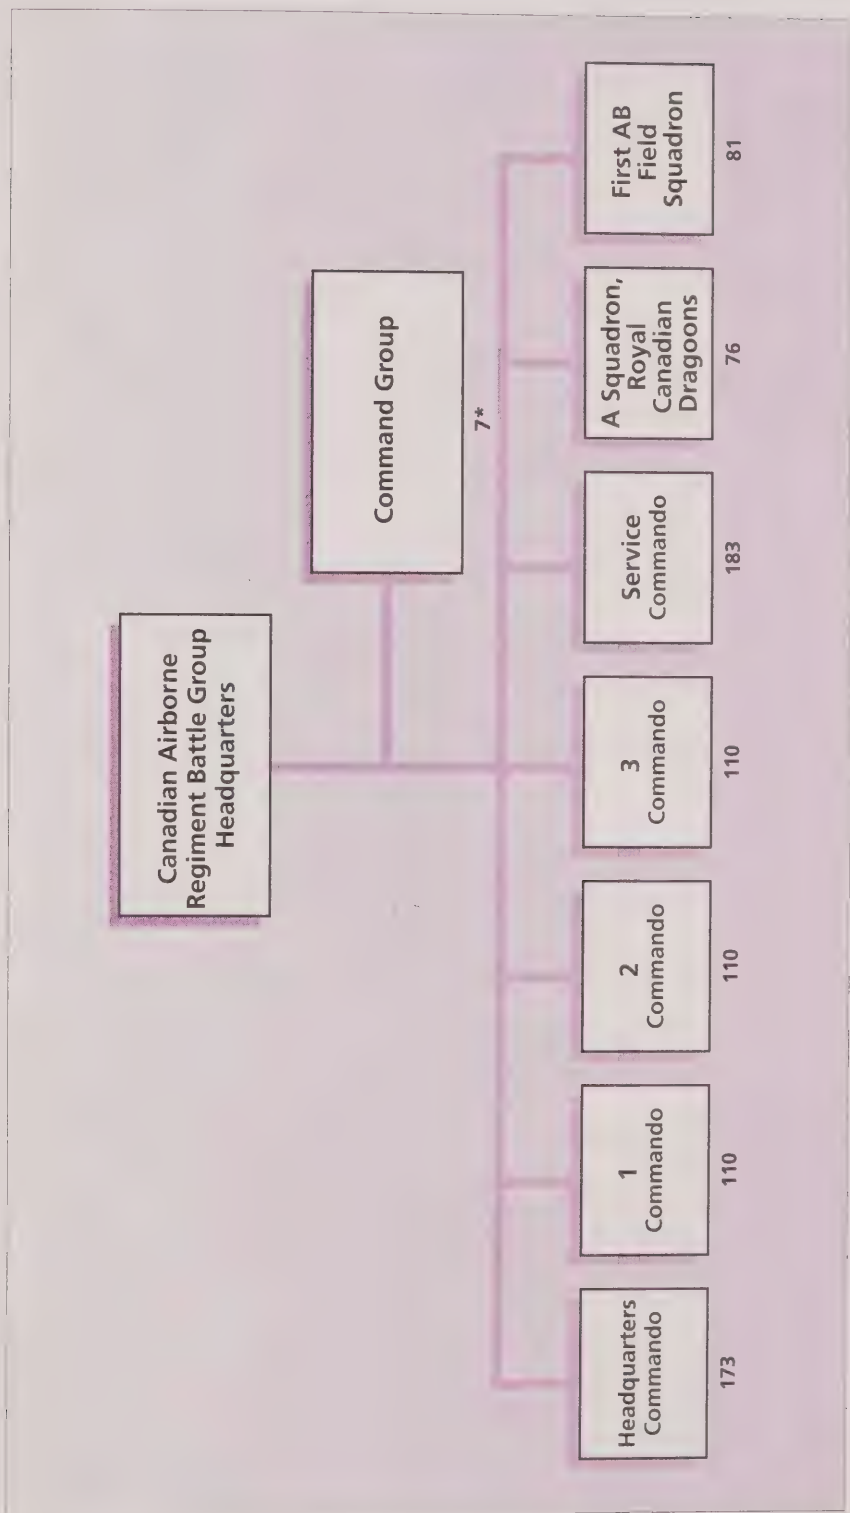 Canadian Airborne
Regiment Battle Group
Headquarters
Command Group
7*
Headquarters
Commando
173
1
Commando
110
2
Commando
110
3
Commando
110
Service
Commando
183
A Squadron,
Royal
Canadian
Dragoons
76
First AB
Field
Squadron
81